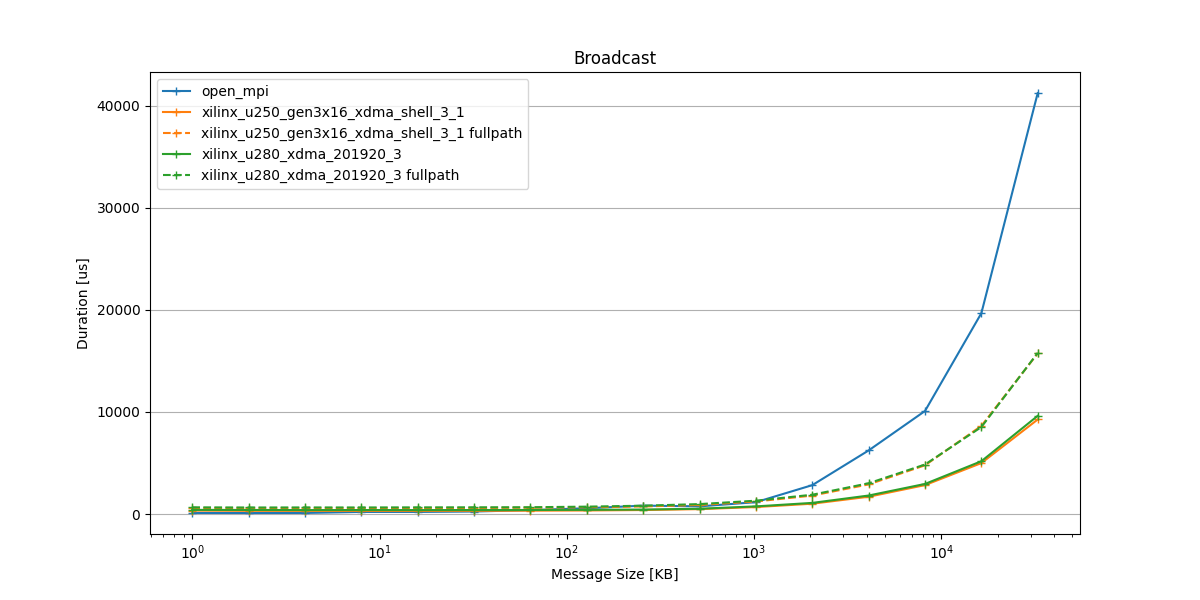 Broadcast
open_mpi
xilinx_u250_gen3x16_xdma_shell_3_1
xilinx_u250_gen3x16_xdma_shell_3_1 fullpath
xilinx_u280_xdma_201920_3
xilinx_u280_xdma_201920_3 fullpath
40000
30000
20000
10000
0
Duration [us]
10⁰ 10¹ 10² 10³ 10⁴
Message Size [KB]